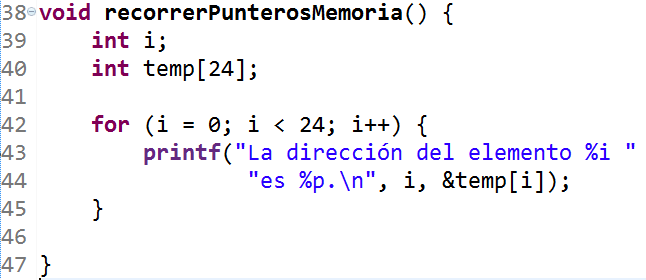 38 void recorrerPunterosMemoria() {
39     int i;
40     int temp[24];
41
42     for (i = 0; i < 24; i++) {
43         printf("La dirección del elemento %i "
44                 "es %p.\n", i, &temp[i]);
45     }
46
47 }